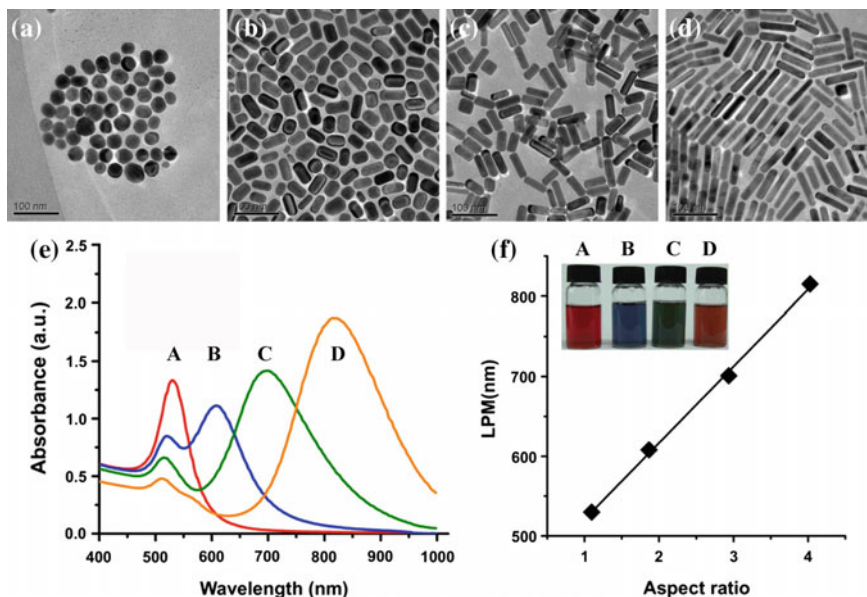 (a)
(b)
(c)
(d)
100 nm
100 nm
100 nm
(e)
2.5
2.0
1.5
1.0
0.5
0.0
Absorbance (a.u.)
A
B
C
D
400
500
600
700
800
900
1000
Wavelength (nm)
(f)
A
B
C
D
800
700
600
500
LPM(nm)
1
2
3
4
Aspect ratio